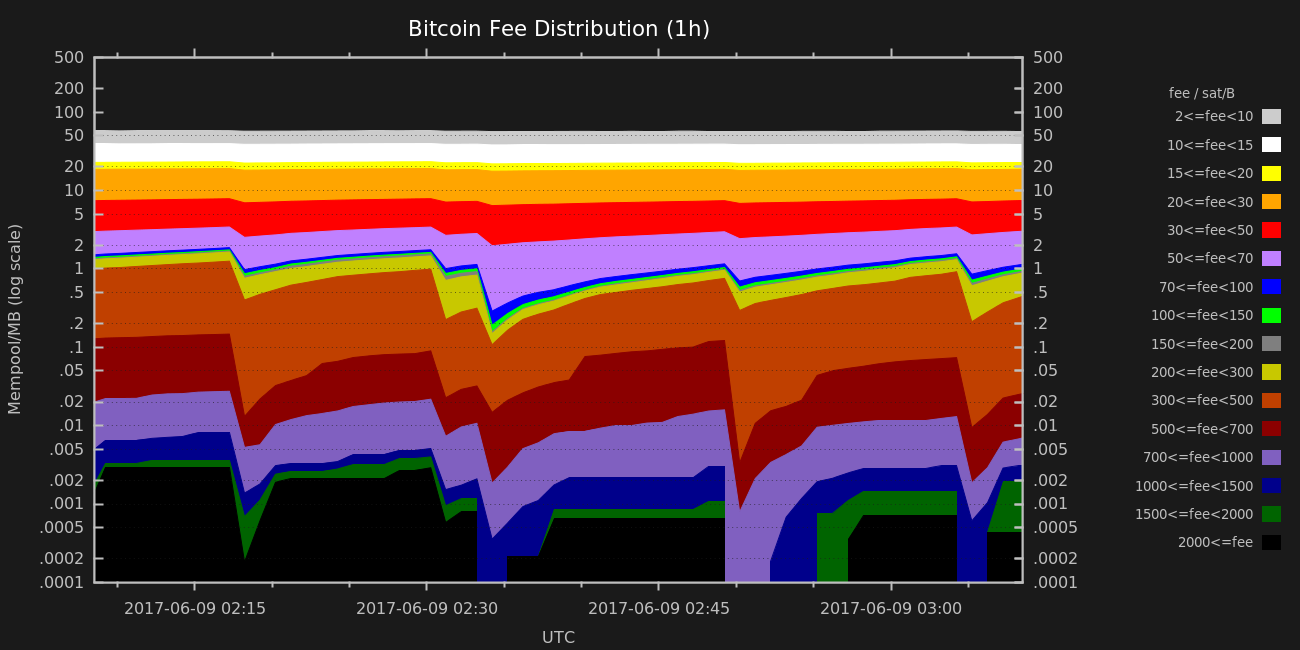 Bitcoin Fee Distribution (1h)
Mempool/MB (log scale)
500
200
100
50
20
10
5
2
1
.5
.2
.1
.05
.02
.01
.005
.002
.001
.0005
.0002
.0001
500
200
100
50
20
10
5
2
1
.5
.2
.1
.05
.02
.01
.005
.002
.001
.0005
.0002
.0001
2017-06-09 02:15 2017-06-09 02:30 2017-06-09 02:45 2017-06-09 03:00
UTC
fee / sat/B
2<=fee<10
10<=fee<15
15<=fee<20
20<=fee<30
30<=fee<50
50<=fee<70
70<=fee<100
100<=fee<150
150<=fee<200
200<=fee<300
300<=fee<500
500<=fee<700
700<=fee<1000
1000<=fee<1500
1500<=fee<2000
2000<=fee